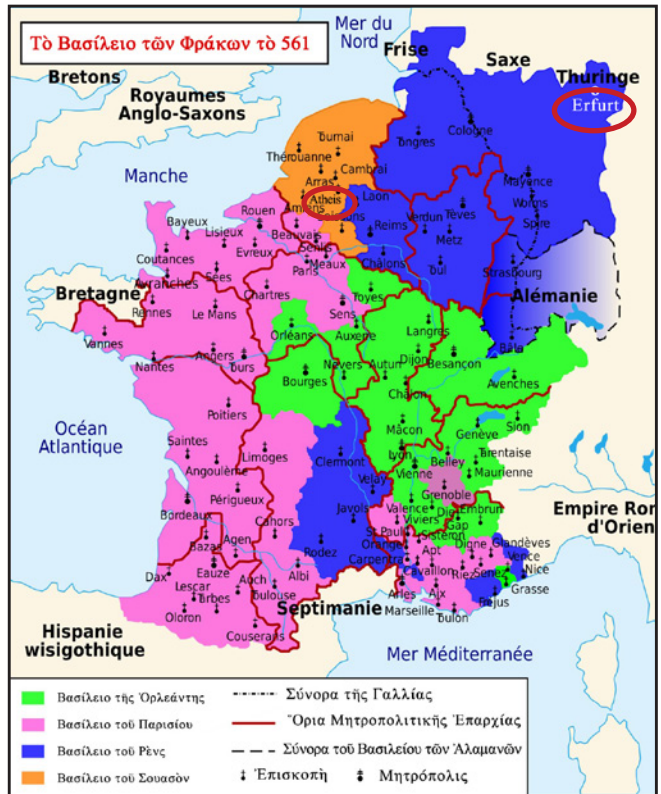 Τὸ Βασίλειο τῶν Φράκων τὸ 561
Mer du
Nord
Frise
Saxe
Thuringe
Erfurt
Bretons
Royaumes
Anglo-Saxons
Tournai
Thérouanne
Cambrai
Arras
Tongres
Cologne
Manche
Atheis
Amiens
Laon
Mayence
Worms
Spire
Rouen
Beauvais
Soissons
Reims
Verdun
Trèves
Metz
Bayeux
Lisieux
Evreux
Senlis
Meaux
Châlons
Toul
Strasbourg
Coutances
Sées
Paris
Avranches
Chartres
Toyes
Alémanie
Bretagne
Rennes
Le Mans
Sens
Orléans
Auxerre
Langres
Vannes
Angers
Tours
Nantes
Nevers
Dijon
Besançon
Bâle
Bourges
Autun
Avenches
Chalon
Océan
Atlantique
Poitiers
Mâcon
Genève
Sion
Saintes
Limoges
Clermont
Lyon
Belley
Tarentaise
Angoulême
Vienne
Maurienne
Périgueux
Velay
Grenoble
Bordeaux
Javols
Valence
Die
Embrun
Viviers
Gap
Empire Rom
d'Orien
Bazas
Agen
Cahors
St Paul
Sisteron
Rodez
Orange
Digne
Glandèves
Carpentra
Apt
Vence
Nice
Dax
Eauze
Auch
Albi
Cavaillon
Riez
Senez
Grasse
Lescar
Tarbes
Toulouse
Septimanie
Arles
Aix
Fréjus
Oloron
Couserans
Marseille
Toulon
Hispanie
wisigothique
Mer Méditerranée
Βασίλειο τῆς Ὀρλεάντης
Σύνορα τῆς Γαλλίας
Βασίλειο τοῦ Παρισίου
Ὅρια Μητροπολιτικῆς Ἐπαρχίας
Βασίλειο τοῦ Ρὲνς
Σύνορα τοῦ Βασιλείου τῶν Ἀλαμανῶν
Βασίλειο τοῦ Σουασὸν
Ἐπισκοπὴ
Μητρόπολις